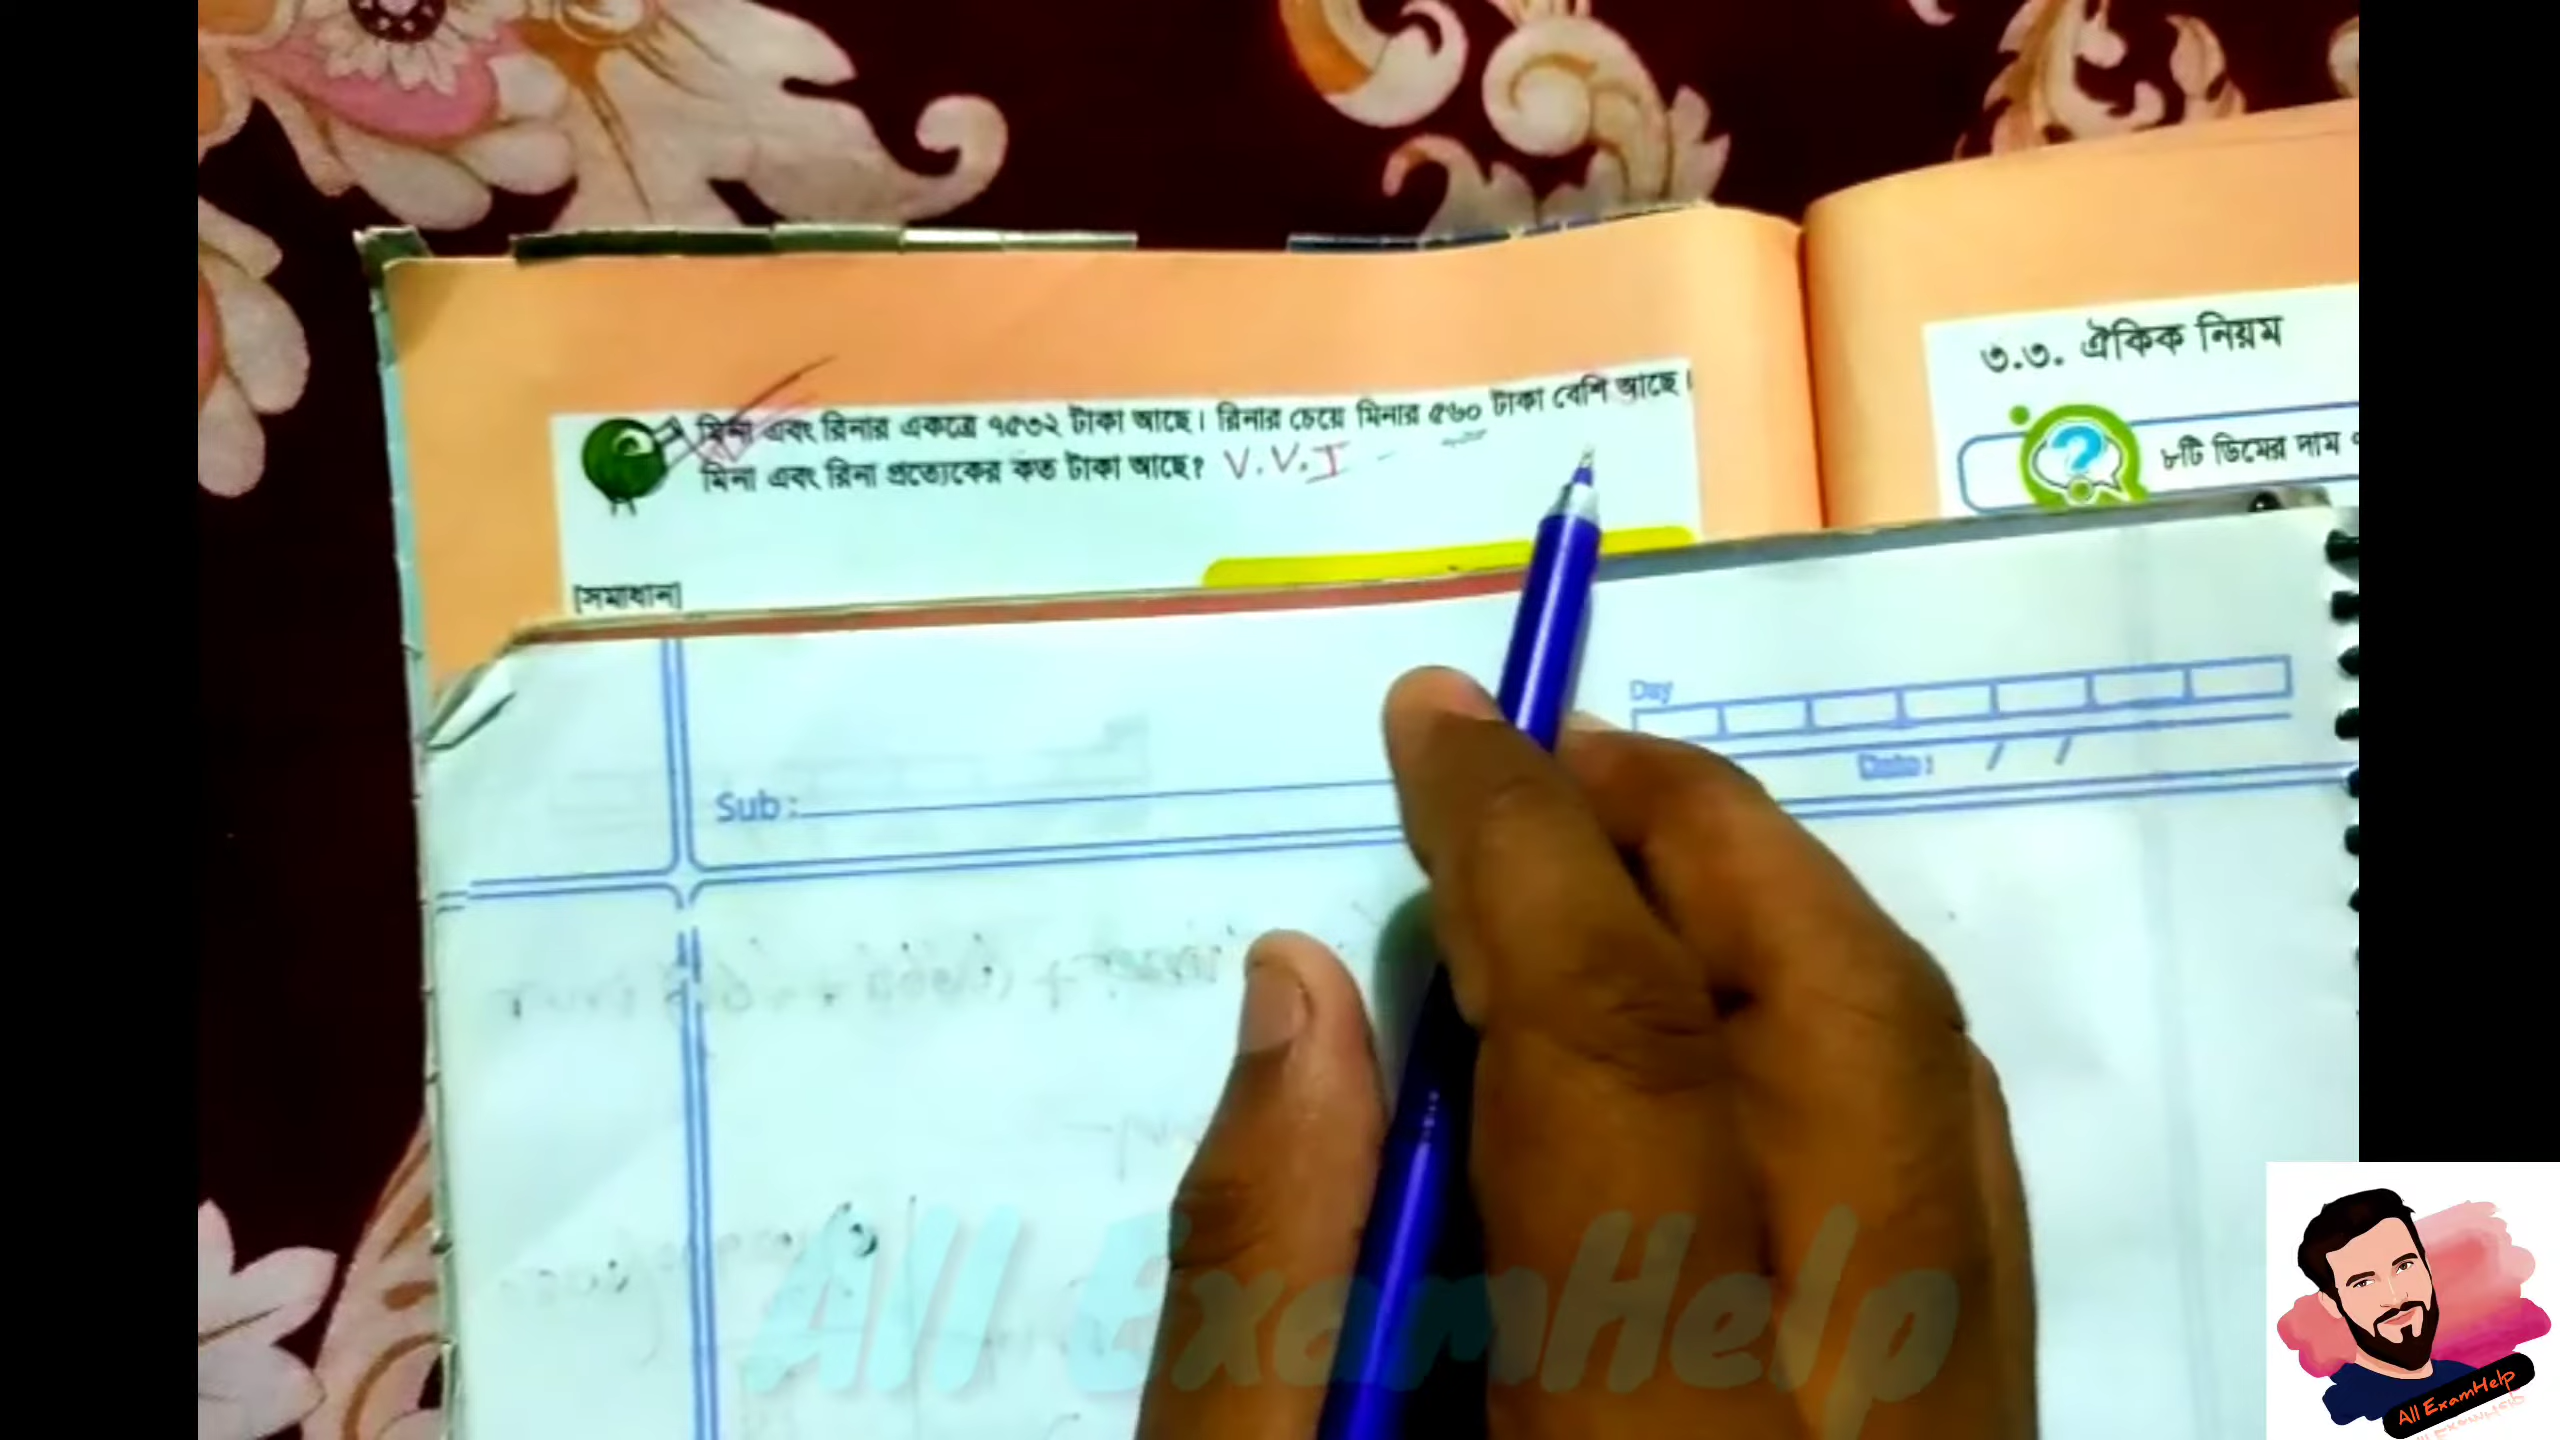 মিনা এবং রিনার একত্রে ৭৫৩২ টাকা আছে। রিনার চেয়ে মিনার ৫৬০ টাকা বেশি আছে।
মিনা এবং রিনা প্রত্যেকের কত টাকা আছে? V.V.I
[সমাধান]
৩.৩. ঐকিক নিয়ম
৮টি ডিমের দাম
Day
Sub :
Date : / /
All ExamHelp
All ExamHelp